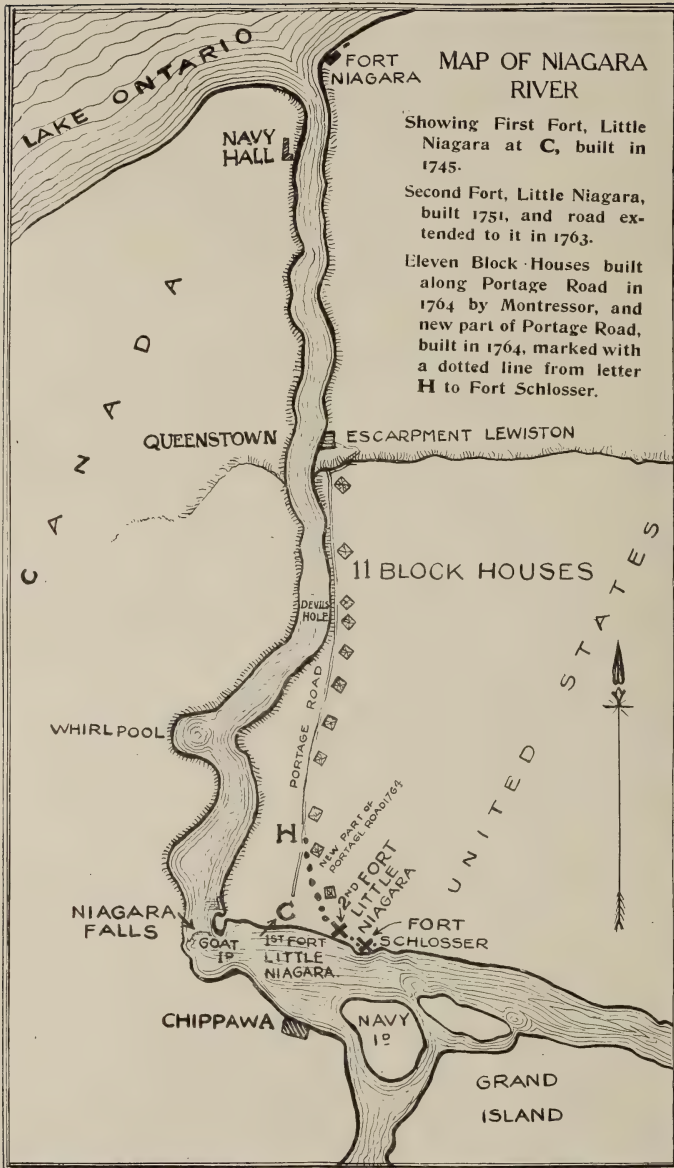 MAP OF NIAGARA
RIVER
Showing First Fort, Little
Niagara at C, built in
1745.
Second Fort, Little Niagara,
built 1751, and road ex-
tended to it in 1763.
Eleven Block Houses built
along Portage Road in
1764 by Montressor, and
new part of Portage Road,
built in 1764, marked with
a dotted line from letter
H to Fort Schlosser.
LAKE ONTARIO
FORT
NIAGARA
NAVY
HALL
CANADA
QUEENSTOWN
ESCARPMENT LEWISTON
11 BLOCK HOUSES
DEVILS
HOLE
UNITED STATES
PORTAGE ROAD
WHIRLPOOL
H
NEW PART OF
PORTAGE ROAD 1764
C
2ND FORT
LITTLE
NIAGARA
NIAGARA
FALLS
GOAT
ID
1ST FORT
LITTLE
NIAGARA.
FORT
SCHLOSSER
CHIPPAWA
NAVY
ID
GRAND
ISLAND